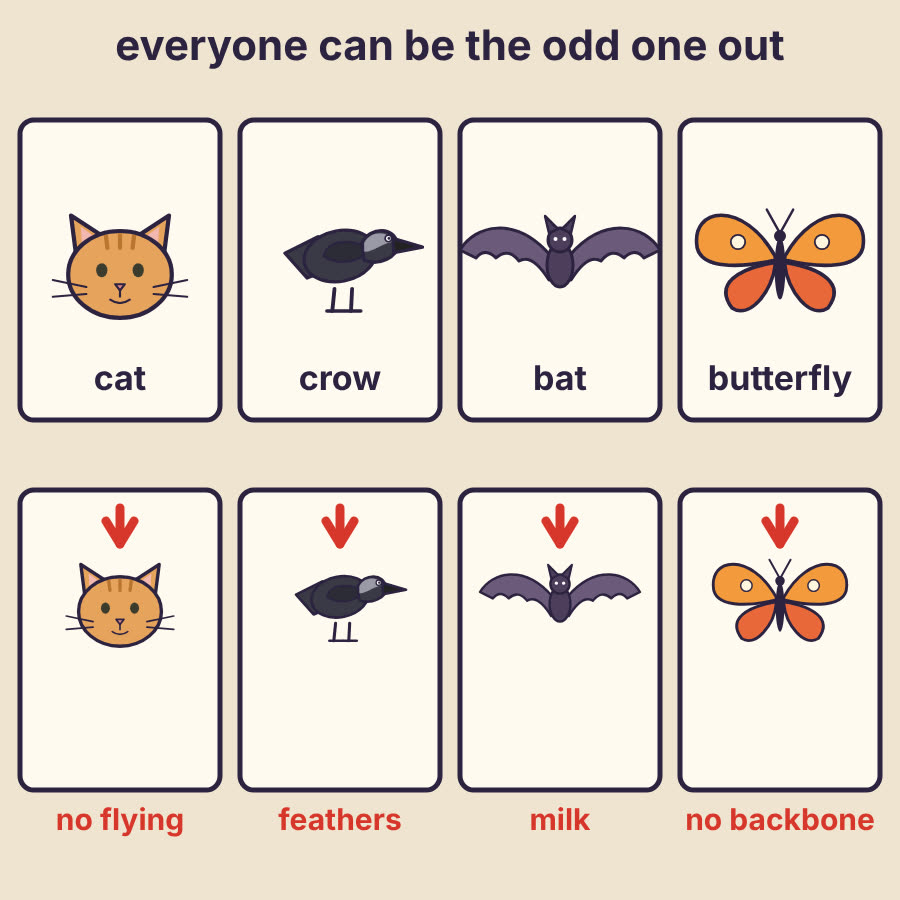 everyone can be the odd one out
cat
crow
bat
butterfly
no flying
feathers
milk
no backbone